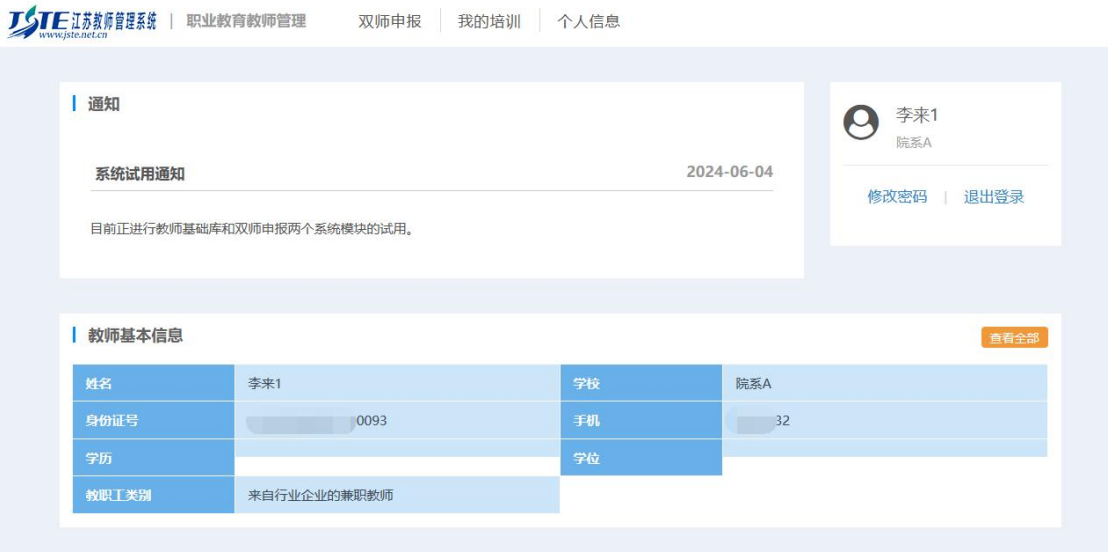 JSTE 江苏教师管理系统 | 职业教育教师管理 双师申报 我的培训 个人信息
www.jste.net.cn
通知
系统试用通知 2024-06-04
目前正进行教师基础库和双师申报两个系统模块的试用。
李来1
院系A
修改密码 | 退出登录
教师基本信息 查看全部
姓名 李来1 学校 院系A
身份证号 0093 手机 32
学历 学位
教职工类别 来自行业企业的兼职教师